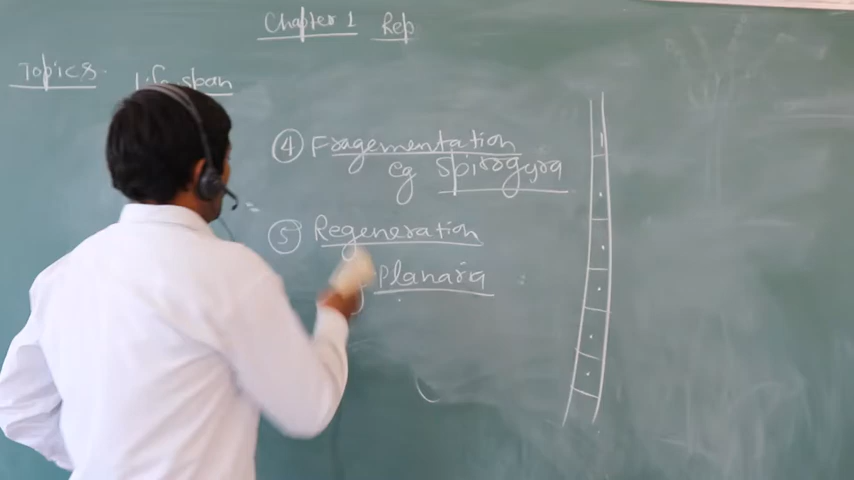 Chapter 1 Rep
Topics
Life span
④ Fragementation
eg Spirogyra
⑤ Regeneration
Planaria